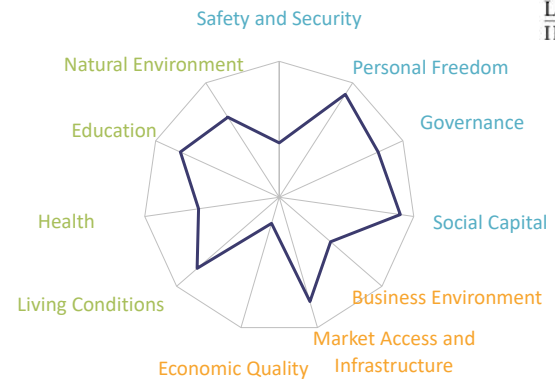 Safety and Security
Natural Environment
Personal Freedom
Education
Governance
Health
Social Capital
Living Conditions
Business Environment
Market Access and
Infrastructure
Economic Quality